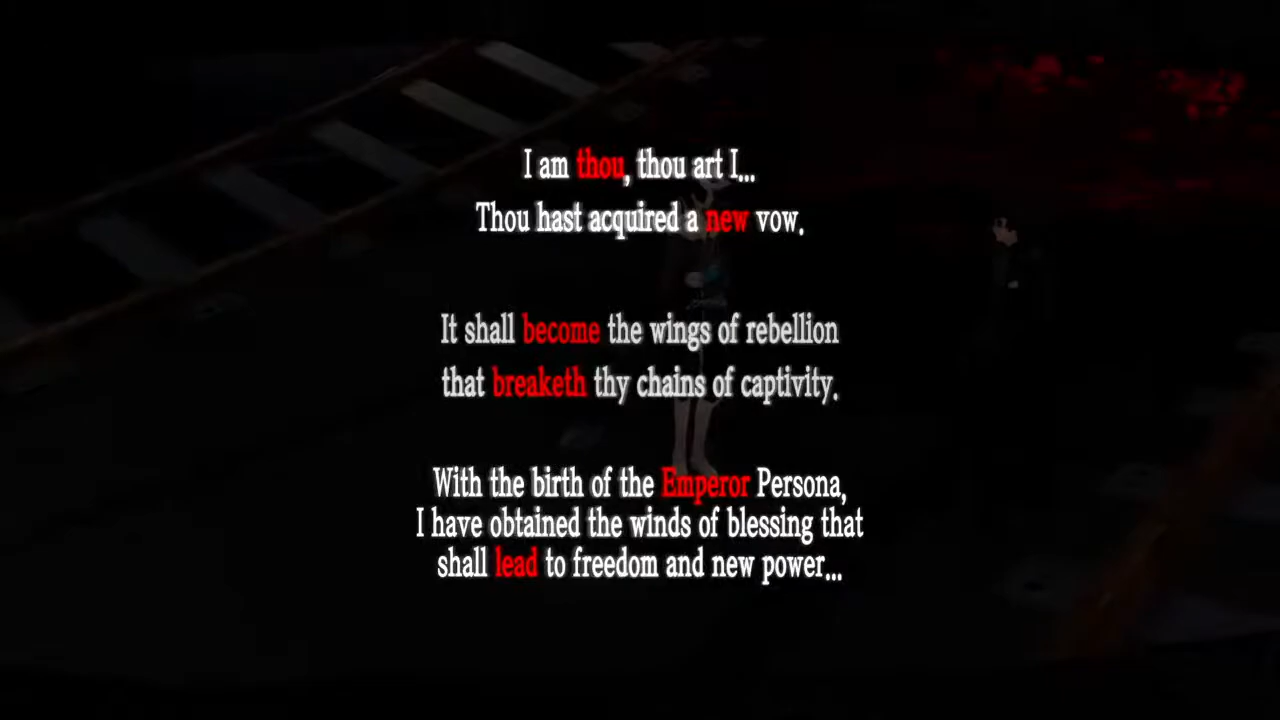 I am thou, thou art I...
Thou hast acquired a new vow.
It shall become the wings of rebellion
that breaketh thy chains of captivity.
With the birth of the Emperor Persona,
I have obtained the winds of blessing that
shall lead to freedom and new power...